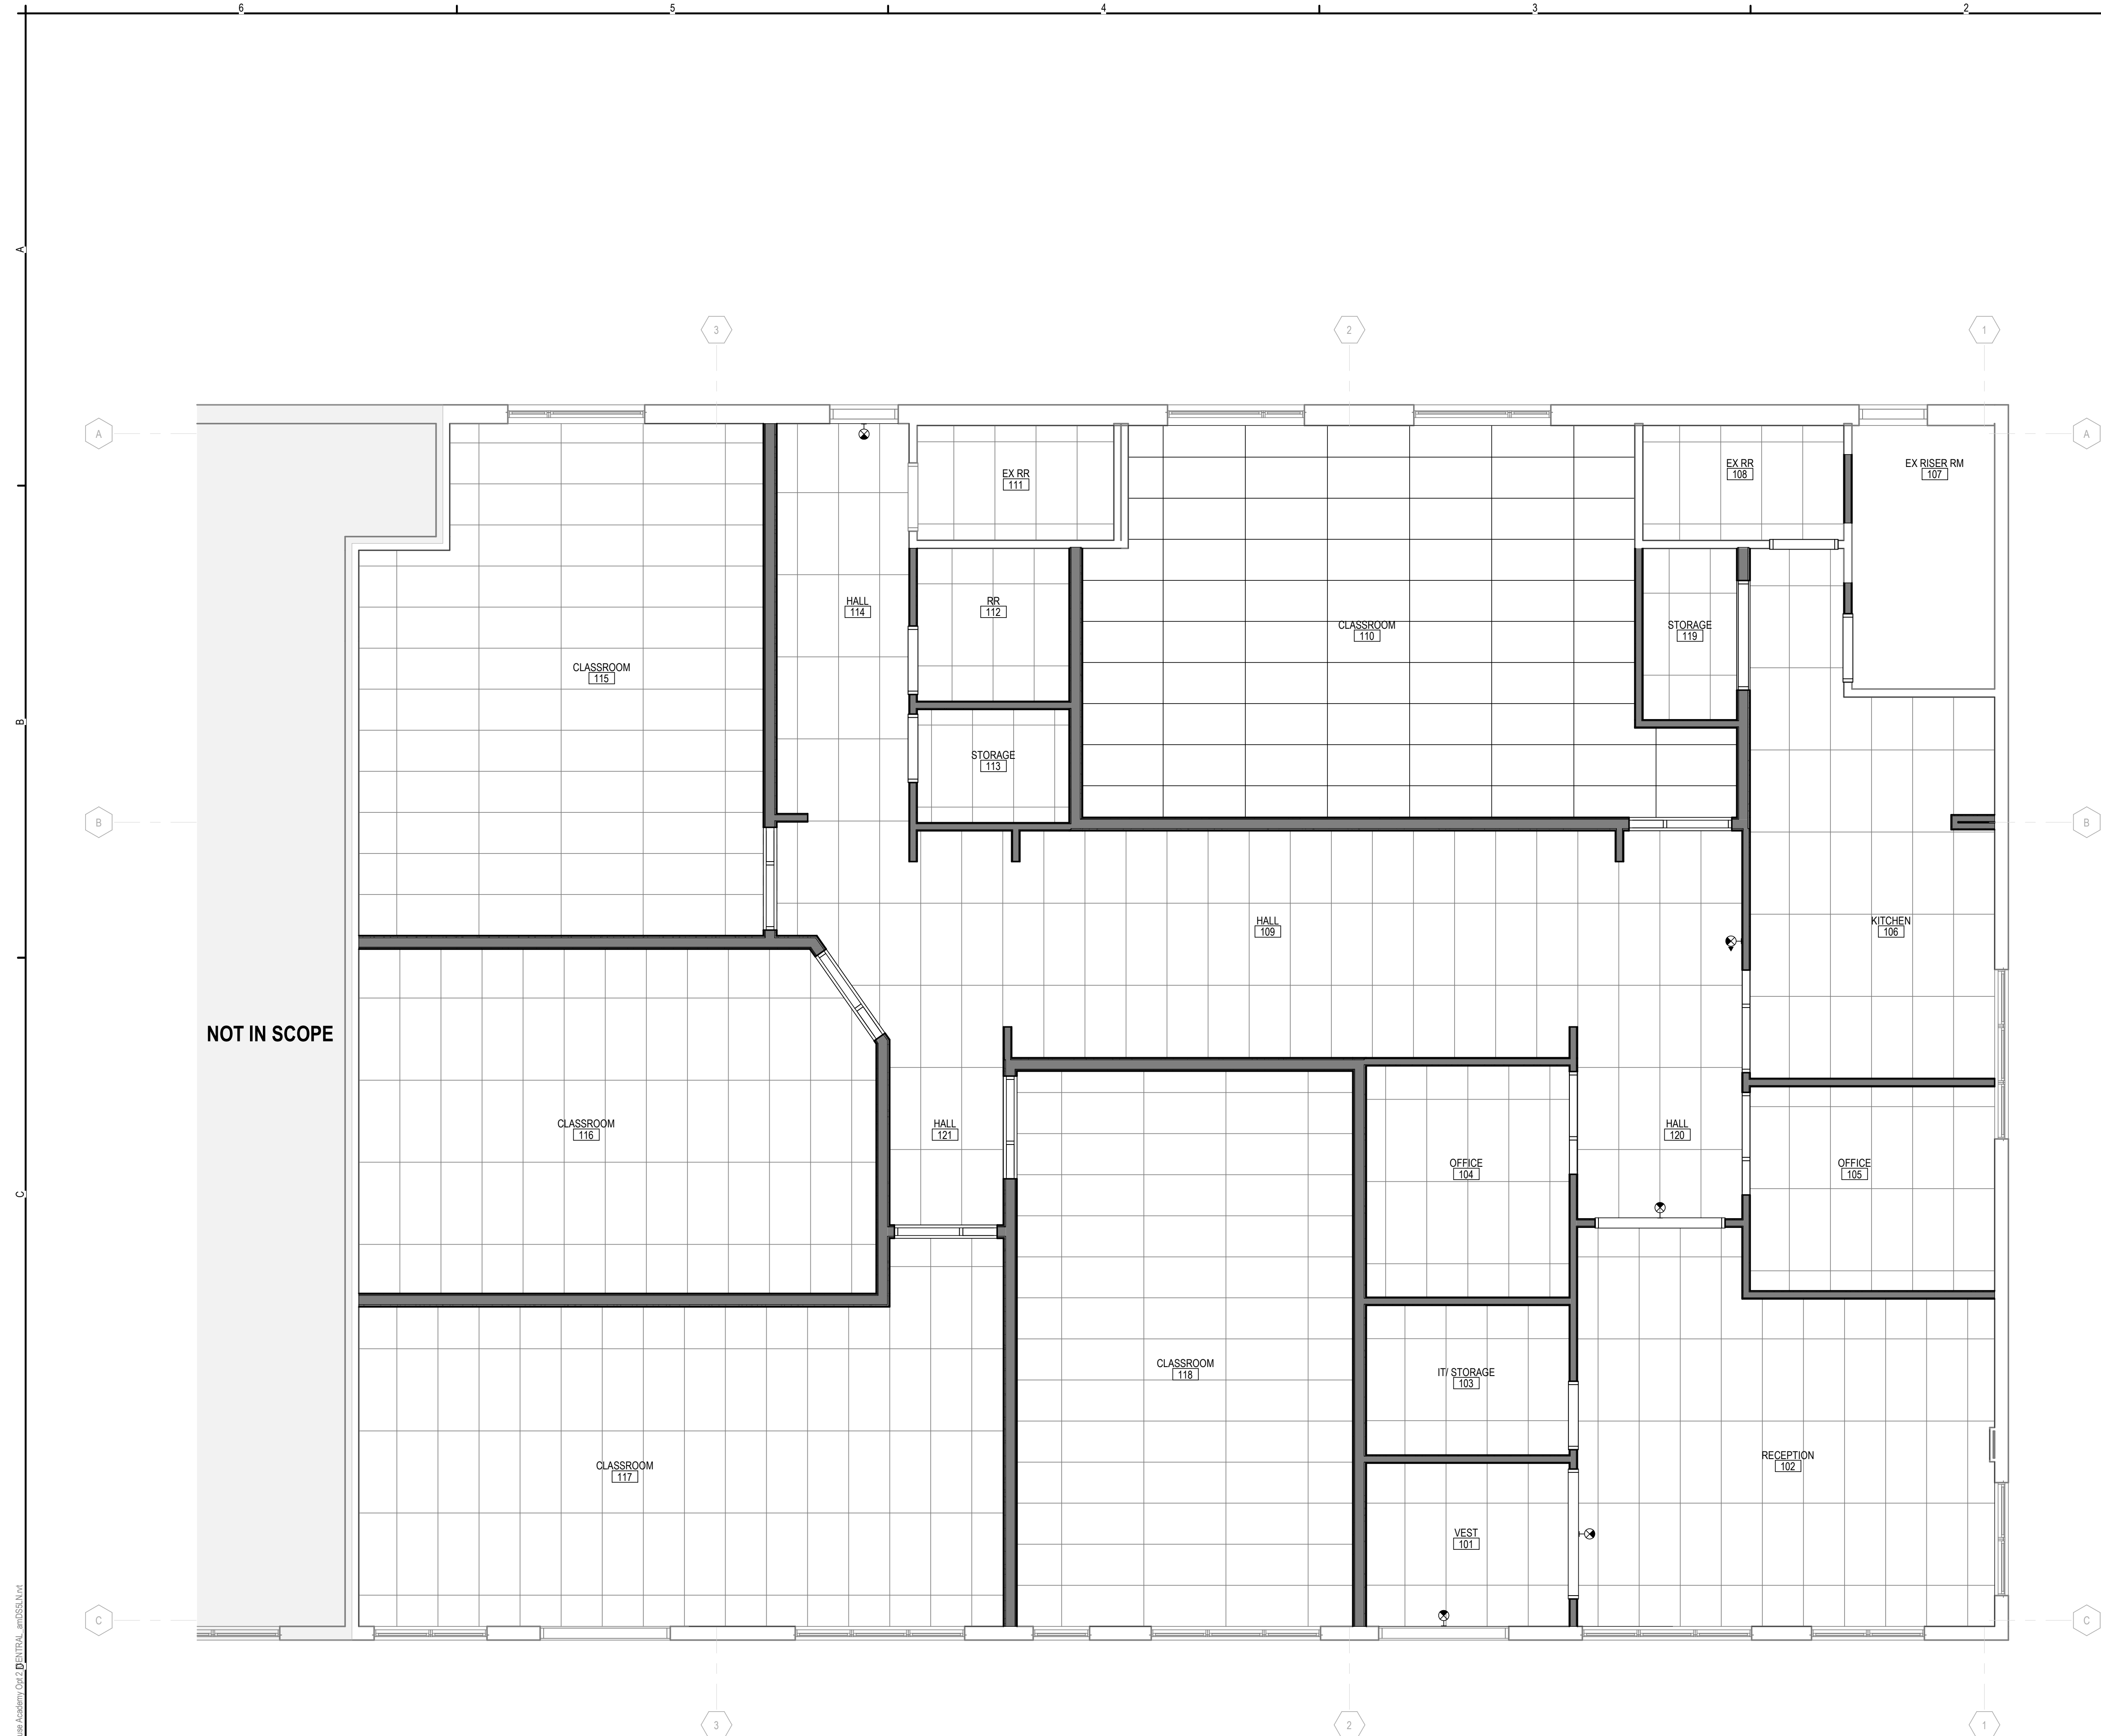 6 5 4 3 2
A
3 2 1
A A
EX RR
111
EX RR
108
EX RISER RM
107
HALL
114
RR
112
CLASSROOM
110
STORAGE
119
CLASSROOM
115
B
STORAGE
113
B B
HALL
109
KITCHEN
106
NOT IN SCOPE
CLASSROOM
116
HALL
121
HALL
120
OFFICE
104
OFFICE
105
C
CLASSROOM
118
IT/ STORAGE
103
CLASSROOM
117
RECEPTION
102
VEST
101
C C
D
3 2 1